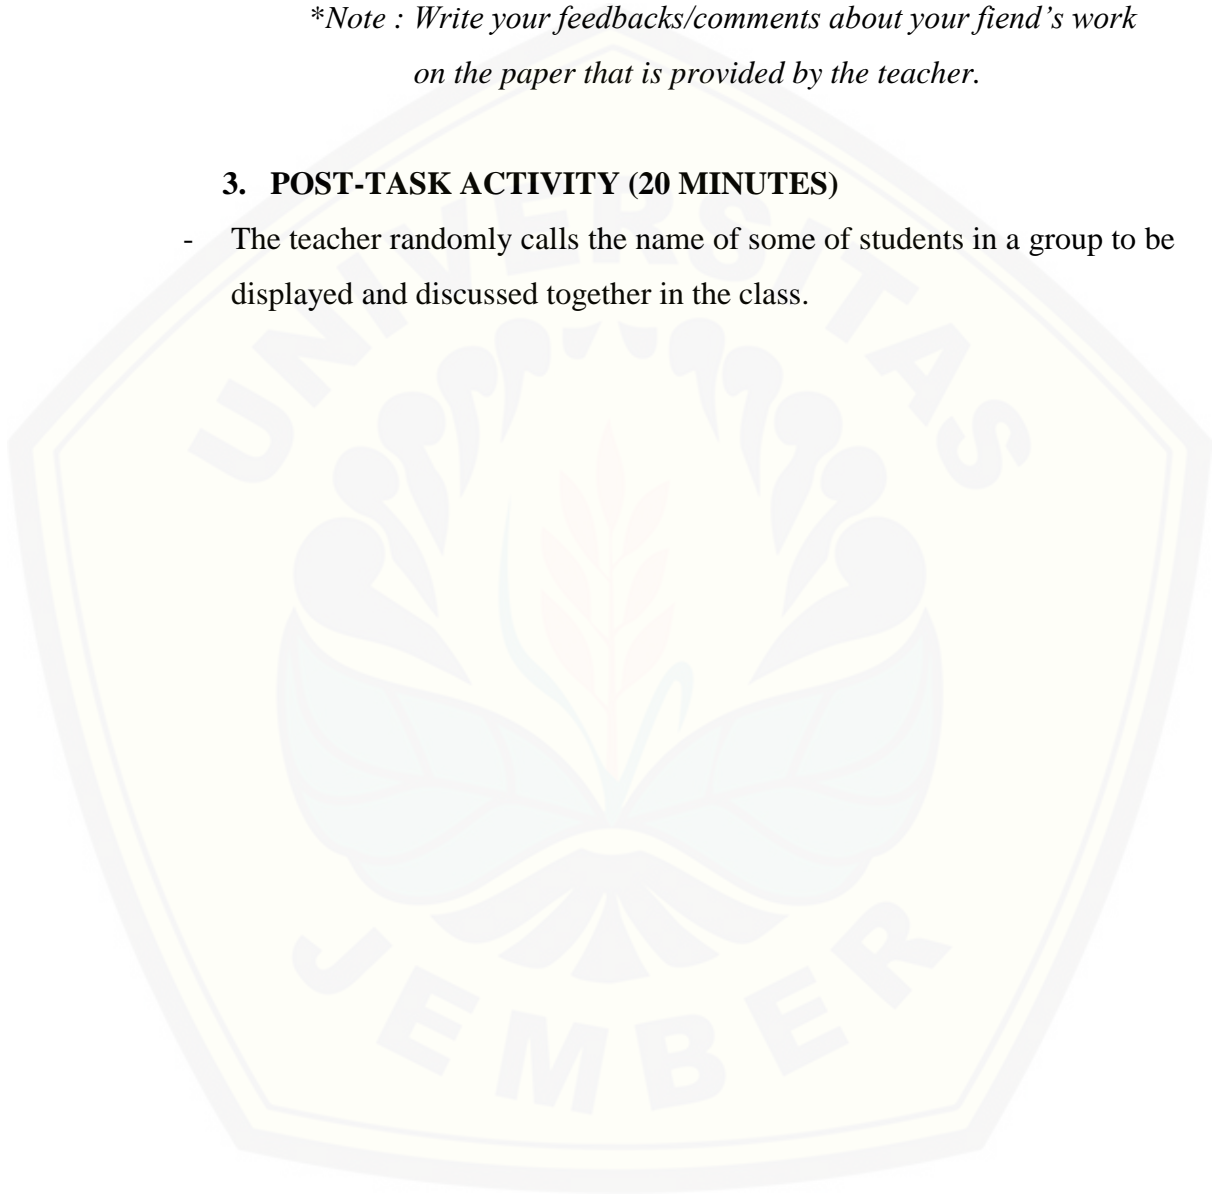 *Note : Write your feedbacks/comments about your fiend’s work
on the paper that is provided by the teacher.
3. POST-TASK ACTIVITY (20 MINUTES)
- The teacher randomly calls the name of some of students in a group to be
displayed and discussed together in the class.
UNIVERSITAS
JEMBER